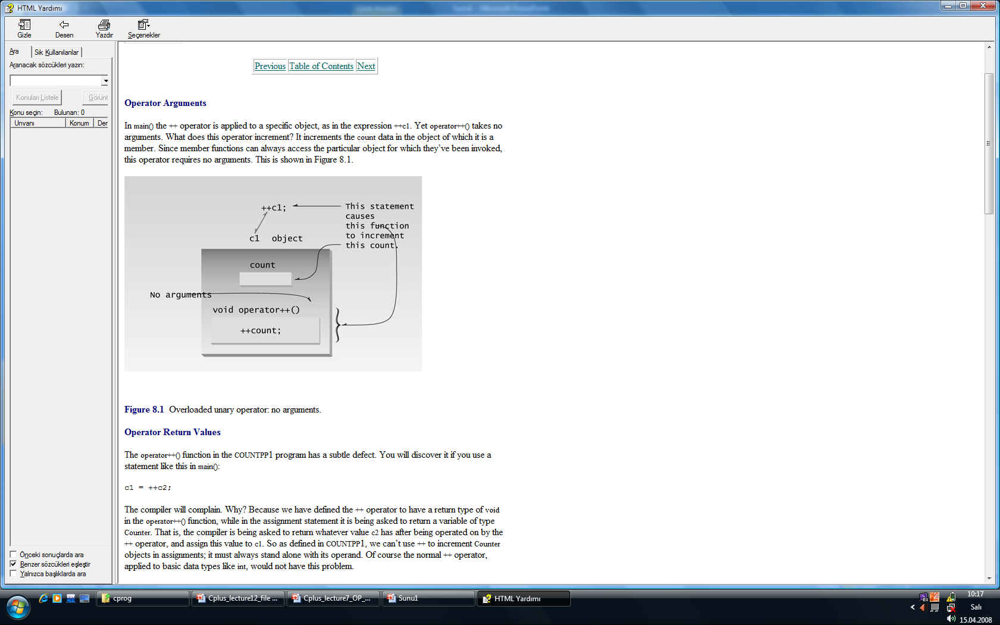 HTML Yardımı
Gizle
Desen
Yazdır
Seçenekler
Ara
Sık Kullanılanlar
Aranacak sözcükleri yazın:
Konuları Listele
Görünt
Konu seçin: Bulunan: 0
Unvanı Konum Der
Önceki sonuçlarda ara
Benzer sözcükleri eşleştir
Yalnızca başlıklarda ara
Previous Table of Contents Next
Operator Arguments
In main() the ++ operator is applied to a specific object, as in the expression ++c1. Yet operator++() takes no
arguments. What does this operator increment? It increments the count data in the object of which it is a
member. Since member functions can always access the particular object for which they’ve been invoked,
this operator requires no arguments. This is shown in Figure 8.1.
++c1;
This statement
causes
this function
to increment
this count.
c1 object
count
No arguments
void operator++()
++count;
}
Figure 8.1 Overloaded unary operator: no arguments.
Operator Return Values
The operator++() function in the COUNTPP1 program has a subtle defect. You will discover it if you use a
statement like this in main():
c1 = ++c2;
The compiler will complain. Why? Because we have defined the ++ operator to have a return type of void
in the operator++() function, while in the assignment statement it is being asked to return a variable of type
Counter. That is, the compiler is being asked to return whatever value c2 has after being operated on by the
++ operator, and assign this value to c1. So as defined in COUNTPP1, we can’t use ++ to increment Counter
objects in assignments; it must always stand alone with its operand. Of course the normal ++ operator,
applied to basic data types like int, would not have this problem.
cprog
Cplus_lecture12_file ...
Cplus_lecture7_OP_...
Sunu1
HTML Yardımı
10:17
Salı
15.04.2008